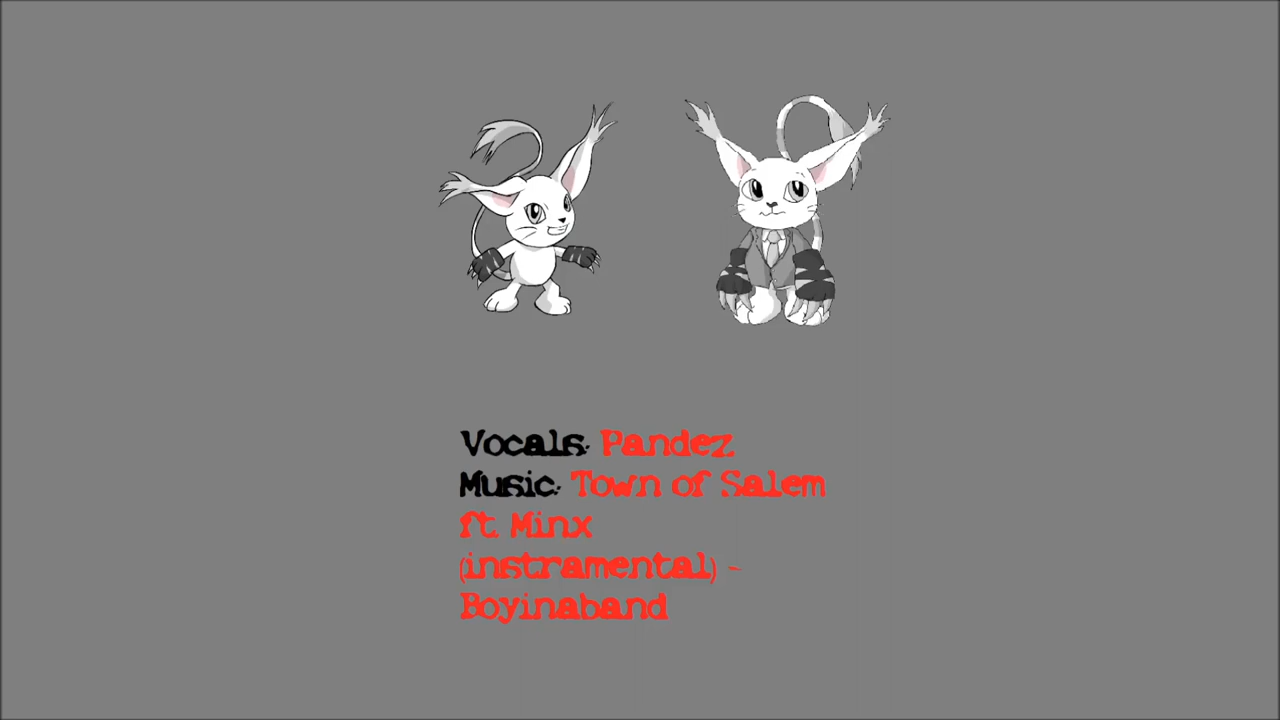 Vocals: Pandez
Music: Town of Salem
ft. Minx
(instramental) -
Boyinaband